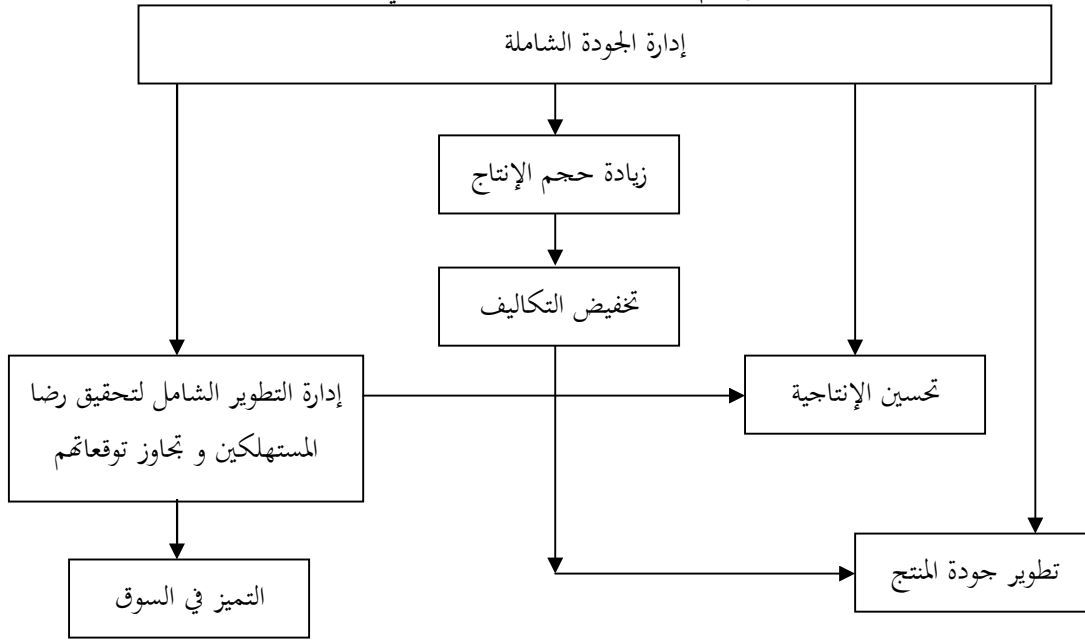 إدارة الجودة الشاملة
زيادة حجم الإنتاج
تخفيض التكاليف
تحسين الإنتاجية
إدارة التطوير الشامل لتحقيق رضا
المستهلكين و تجاوز توقعاتهم
تطوير جودة المنتج
التميز في السوق